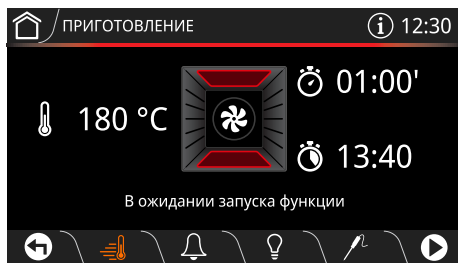 ПРИГОТОВЛЕНИЕ
i 12:30
180 °C
01:00'
13:40
В ожидании запуска функции